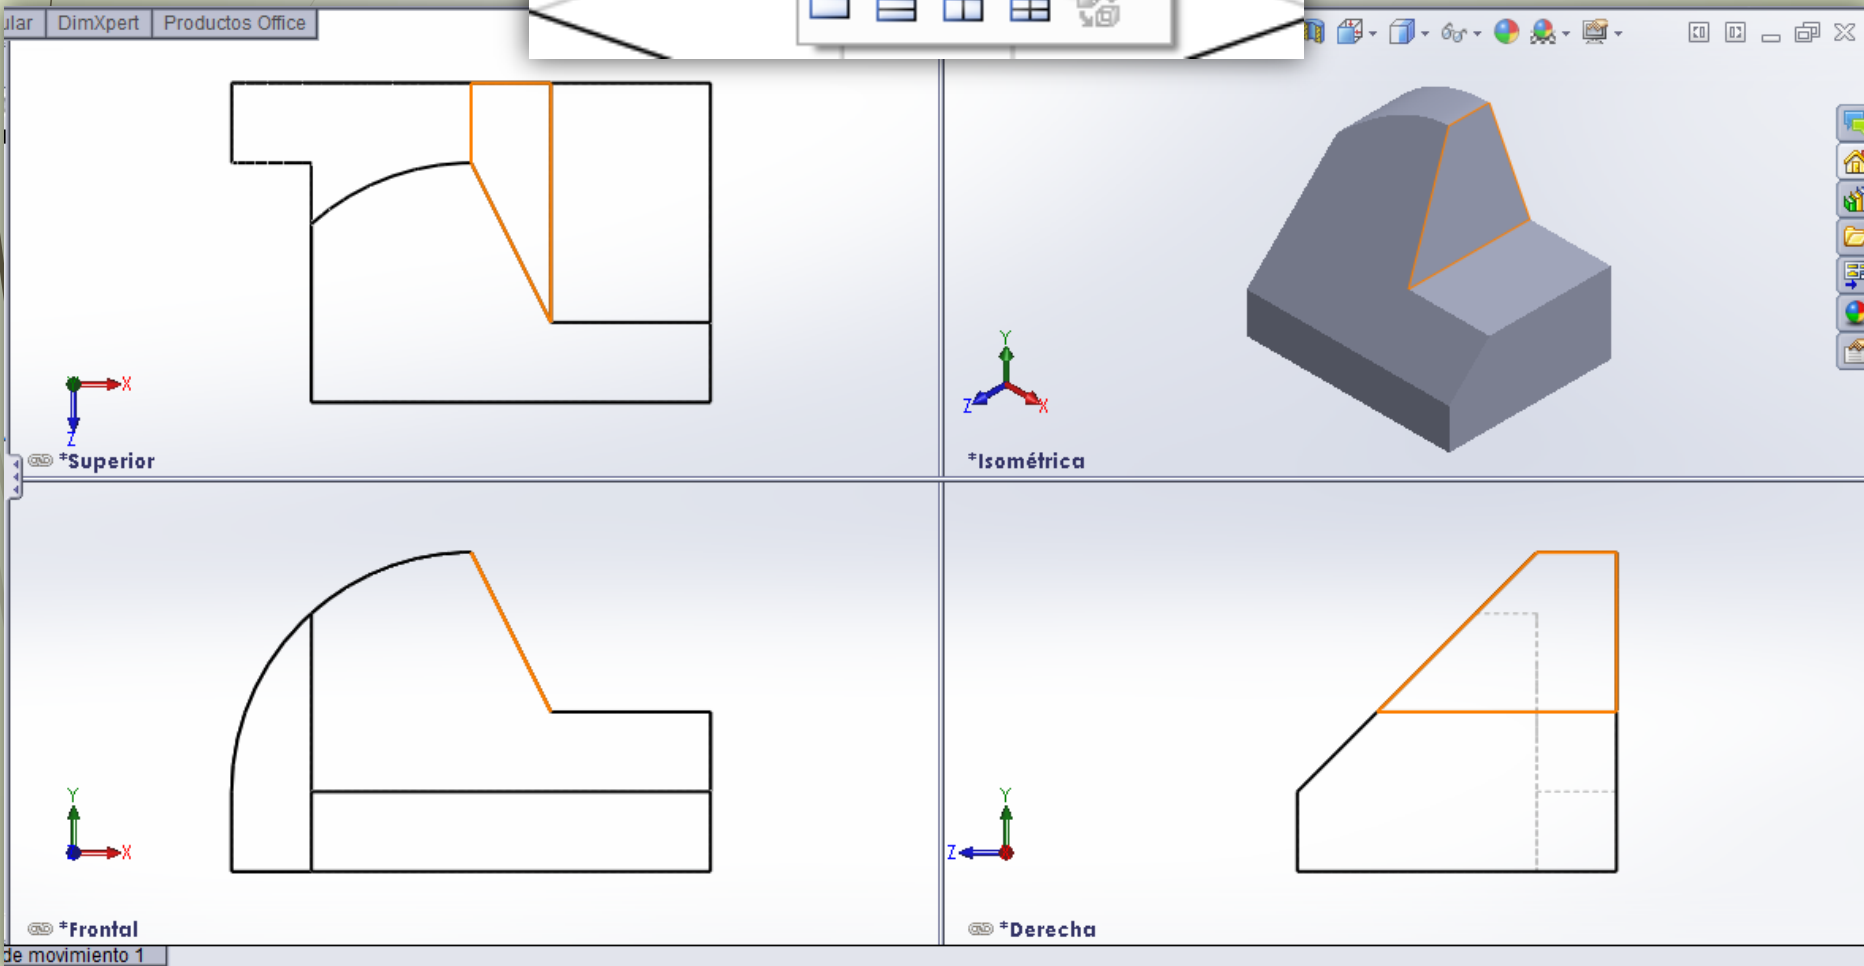 ular DimXpert Productos Office
X
Z
*Superior
Y
Z X
*Isométrica
Y
X
*Frontal
Y
Z
*Derecha
de movimiento 1